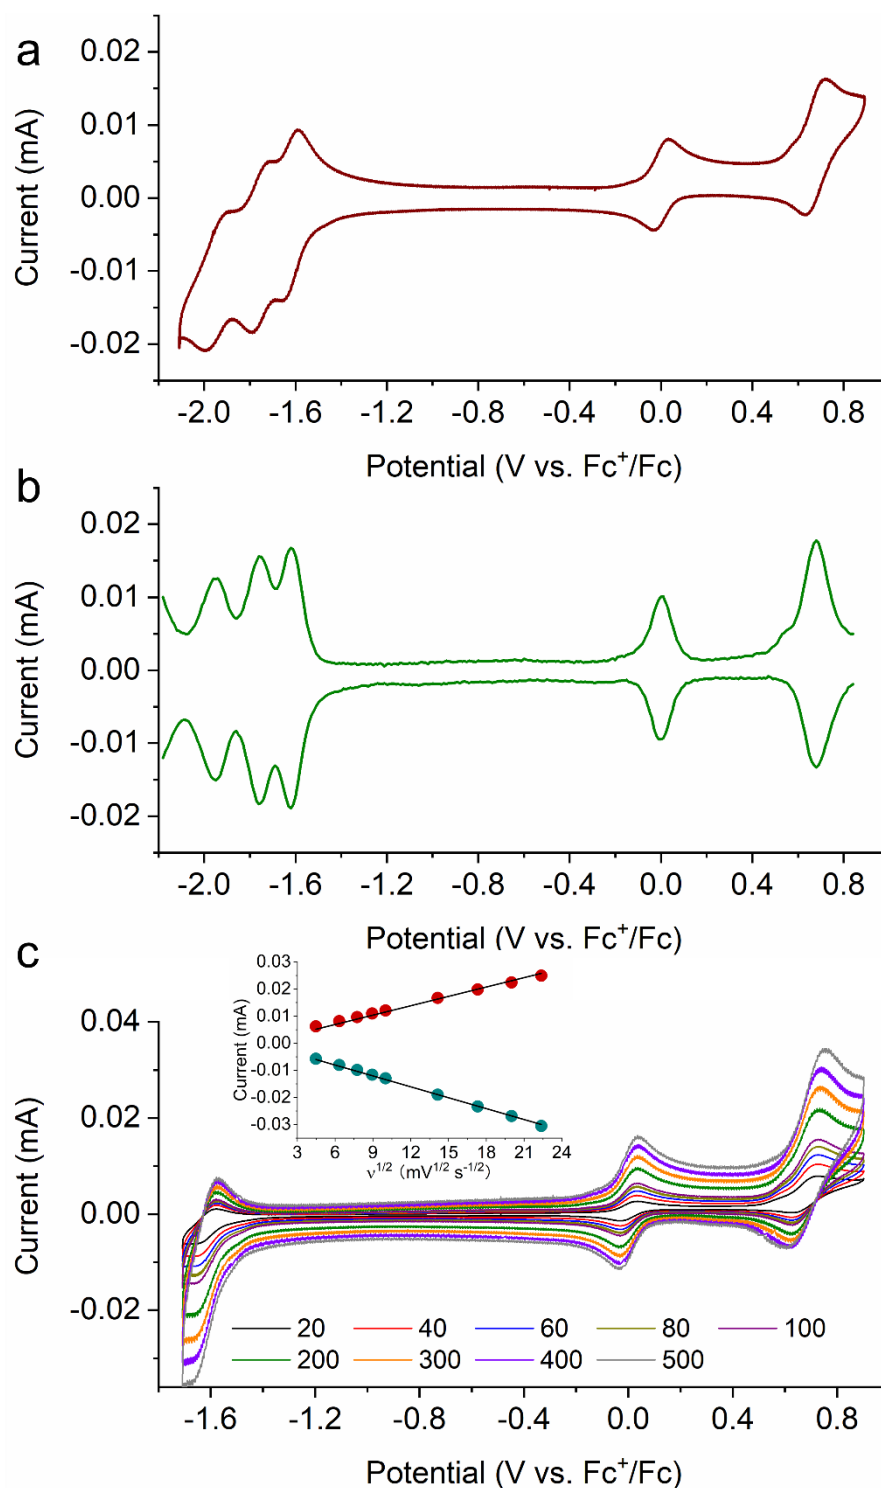 a
0.02
0.01
0.00
-0.01
-0.02
Current (mA)
-2.0 -1.6 -1.2 -0.8 -0.4 0.0 0.4 0.8
Potential (V vs. Fc⁺/Fc)
b
0.02
0.01
0.00
-0.01
-0.02
Current (mA)
-2.0 -1.6 -1.2 -0.8 -0.4 0.0 0.4 0.8
Potential (V vs. Fc⁺/Fc)
c
0.03
0.02
0.01
0.00
-0.01
-0.02
-0.03
Current (mA)
3 6 9 12 15 18 21 24
ν^1/2 (mV^1/2 s^-1/2)
0.04
0.02
0.00
-0.02
Current (mA)
20 40 60 80 100
200 300 400 500
-1.6 -1.2 -0.8 -0.4 0.0 0.4 0.8
Potential (V vs. Fc⁺/Fc)